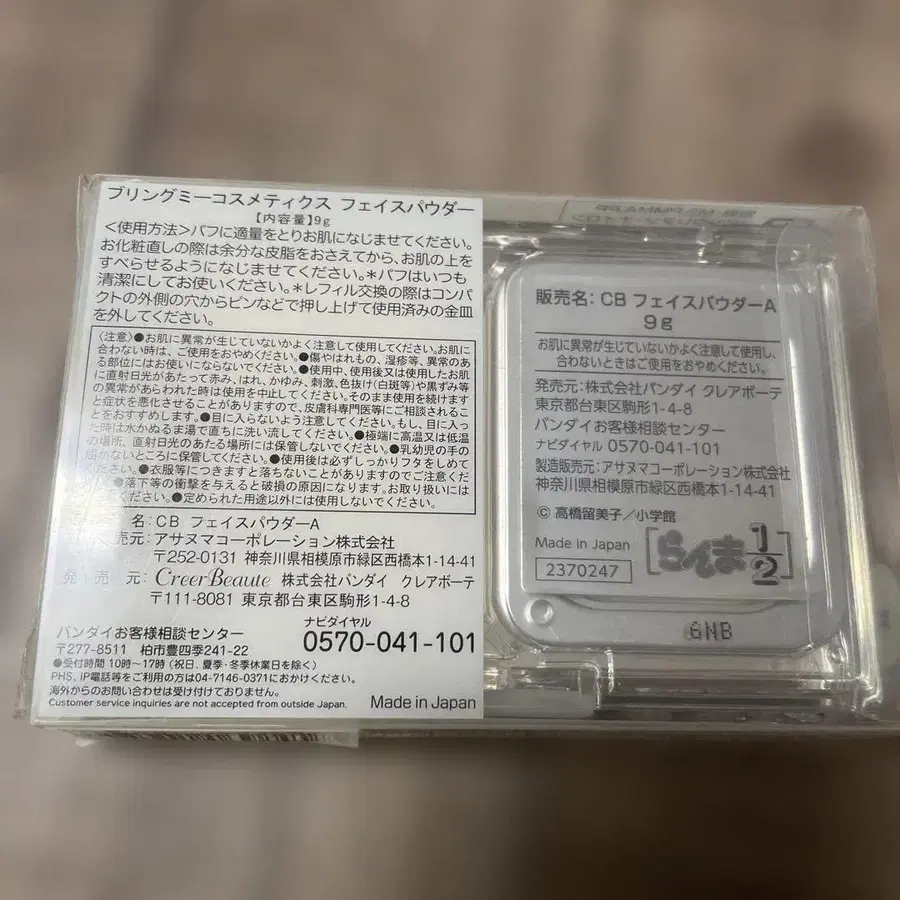 ブリングミーコスメティクス フェイスパウダー
【内容量】9g
＜使用方法＞パフに適量をとりお肌になじませてください。
お化粧直しの際は余分な皮脂をおさえてから、お肌の上を
すべらせるようになじませてください。＊パフはいつも
清潔にしてお使いください。＊レフィル交換の際はコンパ
クトの外側の穴からピンなどで押し上げて使用済みの金皿
を外してください。
〈注意〉●お肌に異常が生じていないかよく注意して使用してください。お肌に
合わない時は、ご使用をおやめください。●傷やはれもの、湿疹等、異常のあ
る部位にはお使いにならないでください。●使用中、使用後又は使用したお肌
に直射日光があたって赤み、はれ、かゆみ、刺激、色抜け(白斑等)や黒ずみ等
の異常があらわれた時は使用を中止してください。そのまま使用を続けます
と症状を悪化させることがありますので、皮膚科専門医等にご相談されるこ
とをおすすめします。●目に入らないよう注意してください。もし、目に入っ
た時は水かぬるま湯で直ちに洗い流してください。●極端に高温又は低温
の場所、直射日光のあたる場所には保管しないでください。●乳幼児の手の
届かないところに保管してください。●使用後は必ずしっかりフタをしめて
ください。●衣服等につきますと落ちないことがありますのでご注意くださ
い。●落下等の衝撃を与えると破損の原因になります。お取り扱いには
ください。●定められた用途以外には使用しないでください。
名：CB フェイスパウダーA
売元：アサヌマコーポレーション株式会社
〒252-0131 神奈川県相模原市緑区西橋本1-14-41
発 売 元：CreerBeaute 株式会社バンダイ クレアボーテ
〒111-8081 東京都台東区駒形1-4-8
バンダイお客様相談センター
〒277-8511 柏市豊四季241-22
ナビダイヤル
0570-041-101
●受付時間 10時～17時（祝日、夏季・冬季休業日を除く）
PHS、IP電話等をご利用の方は04-7146-0371におかけください。
海外からのお問い合わせは受け付けておりません。
Customer service inquiries are not accepted from outside Japan.
Made in Japan
販売名：CB フェイスパウダーA
9g
お肌に異常が生じていないかよく注意して使用し、
合わないときはご使用をおやめください。
発売元：株式会社バンダイ クレアボーテ
東京都台東区駒形1-4-8
バンダイお客様相談センター
ナビダイヤル 0570-041-101
製造販売元：アサヌマコーポレーション株式会社
神奈川県相模原市緑区西橋本1-14-41
© 高橋留美子／小学館
Made in Japan
2370247
らんま1/2
GNB